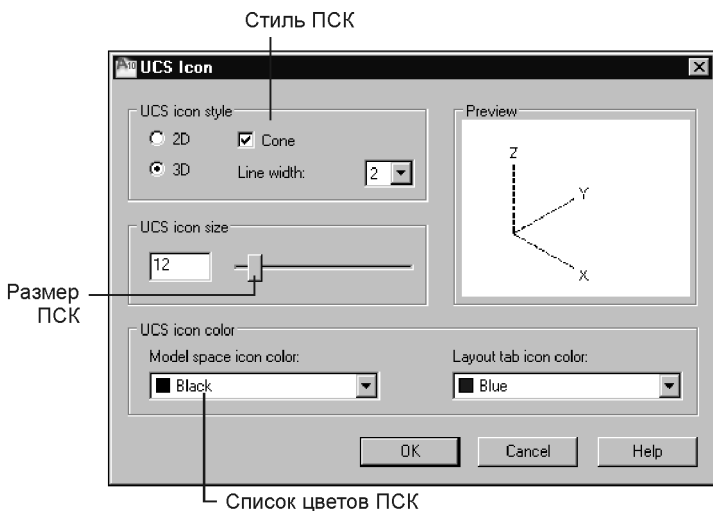 Стиль ПСК
UCS Icon
UCS icon style
2D
Cone
3D
Line width:
2
Preview
Z
Y
X
UCS icon size
12
Размер
ПСК
UCS icon color
Model space icon color:
Black
Layout tab icon color:
Blue
OK
Cancel
Help
Список цветов ПСК